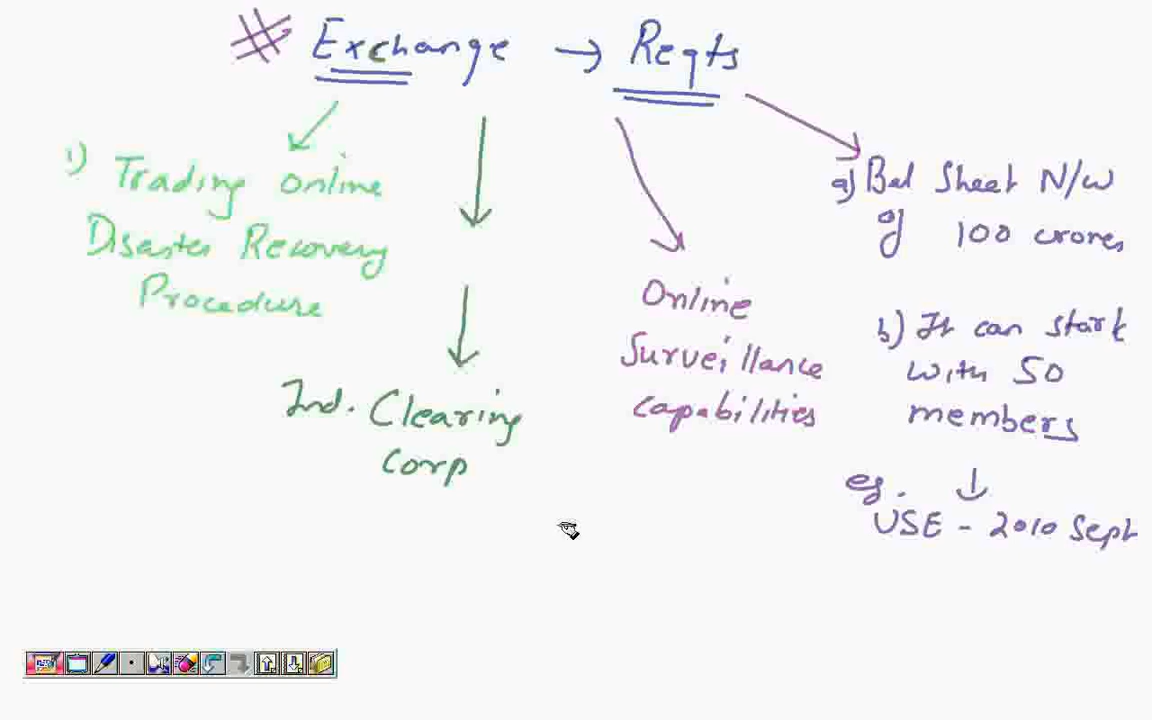 # Exchange → Reqts
1) Trading online
Disaster Recovery
Procedure
Ind. Clearing
Corp
Online
Surveillance
capabilities
a) Bal Sheet N/W
of 100 crores
b) It can start
with 50
members
eg.
USE - 2010 Sept